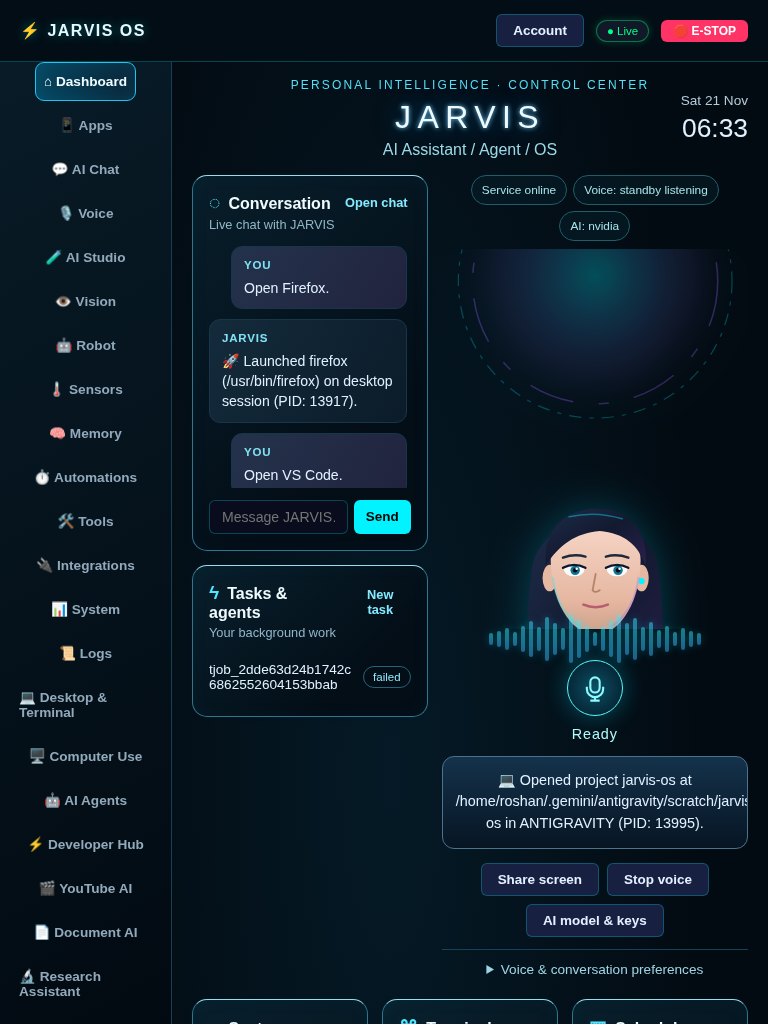 ⚡ JARVIS OS
Account
● Live
🛑 E-STOP
⌂ Dashboard
📱 Apps
💬 AI Chat
🎙️ Voice
🧪 AI Studio
👁️ Vision
🤖 Robot
🌡️ Sensors
🧠 Memory
⏱️ Automations
🛠️ Tools
🔌 Integrations
📊 System
📜 Logs
💻 Desktop &
Terminal
🖥️ Computer Use
🤖 AI Agents
⚡ Developer Hub
🎬 YouTube AI
📄 Document AI
🔬 Research
Assistant
PERSONAL INTELLIGENCE · CONTROL CENTER
JARVIS
AI Assistant / Agent / OS
Sat 21 Nov
06:33
Conversation
Open chat
Live chat with JARVIS
YOU
Open Firefox.
JARVIS
🚀 Launched firefox
(/usr/bin/firefox) on desktop
session (PID: 13917).
YOU
Open VS Code.
Message JARVIS.
Send
ϟ Tasks &
agents
New
task
Your background work
tjob_2dde63d24b1742c
6862552604153bbab
failed
Service online
Voice: standby listening
AI: nvidia
Ready
💻 Opened project jarvis-os at
/home/roshan/.gemini/antigravity/scratch/jarvis
os in ANTIGRAVITY (PID: 13995).
Share screen
Stop voice
AI model & keys
▶ Voice & conversation preferences